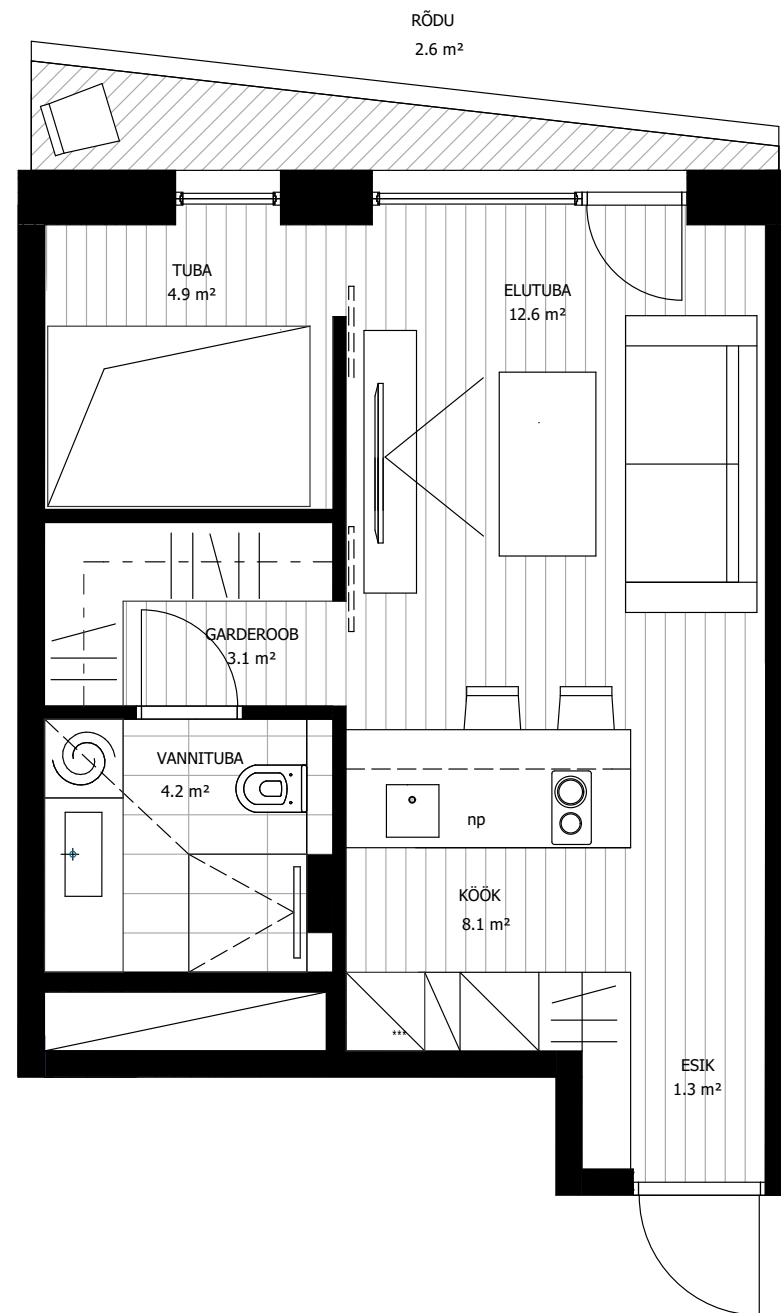 RÕDU
2.6 m²
TUBA
4.9 m²
ELUTUBA
12.6 m²
GARDEROOB
3.1 m²
VANNITUBA
4.2 m²
np
KÖÖK
8.1 m²
***
ESIK
1.3 m²